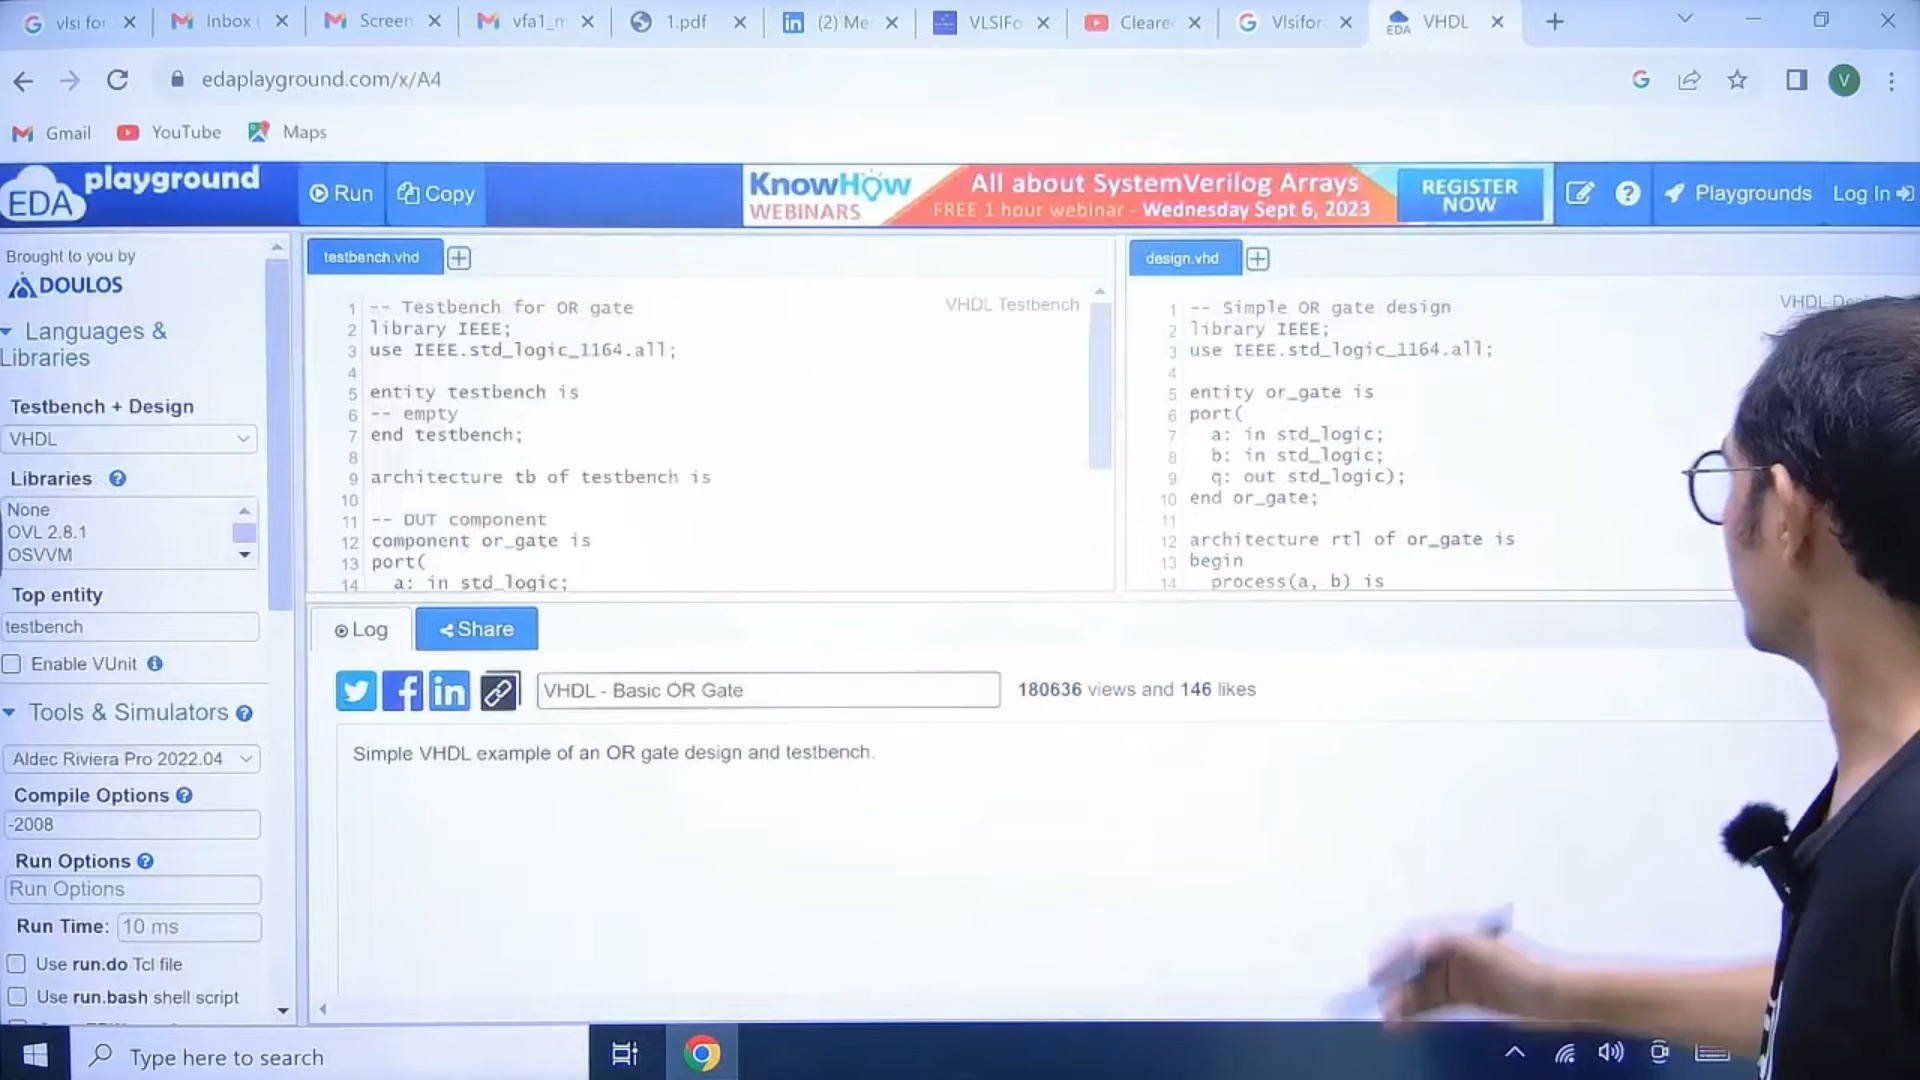 vlsi for
Inbox (
Screen
vfa1_m
1.pdf
(2) Me
VLSIFo
Cleare
Vlsifor
EDA
VHDL
edaplayground.com/x/A4
V
Gmail
YouTube
Maps
EDA playground
Run
Copy
KnowHow
WEBINARS
All about SystemVerilog Arrays
FREE 1 hour webinar - Wednesday Sept 6, 2023
REGISTER
NOW
Playgrounds
Log In
Brought to you by
DOULOS
Languages &
Libraries
Testbench + Design
VHDL
Libraries
None
OVL 2.8.1
OSVVM
Top entity
testbench
Enable VUnit
Tools & Simulators
Aldec Riviera Pro 2022.04
Compile Options
-2008
Run Options
Run Options
Run Time: 10 ms
Use run.do Tcl file
Use run.bash shell script
testbench.vhd
VHDL Testbench
1 -- Testbench for OR gate
2 library IEEE;
3 use IEEE.std_logic_1164.all;
4
5 entity testbench is
6 -- empty
7 end testbench;
8
9 architecture tb of testbench is
10
11 -- DUT component
12 component or_gate is
13 port(
14 a: in std_logic;
design.vhd
1 -- Simple OR gate design
2 library IEEE;
3 use IEEE.std_logic_1164.all;
4
5 entity or_gate is
6 port(
7 a: in std_logic;
8 b: in std_logic;
9 q: out std_logic);
10 end or_gate;
11
12 architecture rtl of or_gate is
13 begin
14 process(a, b) is
Log
Share
VHDL - Basic OR Gate
180636 views and 146 likes
Simple VHDL example of an OR gate design and testbench.
Type here to search